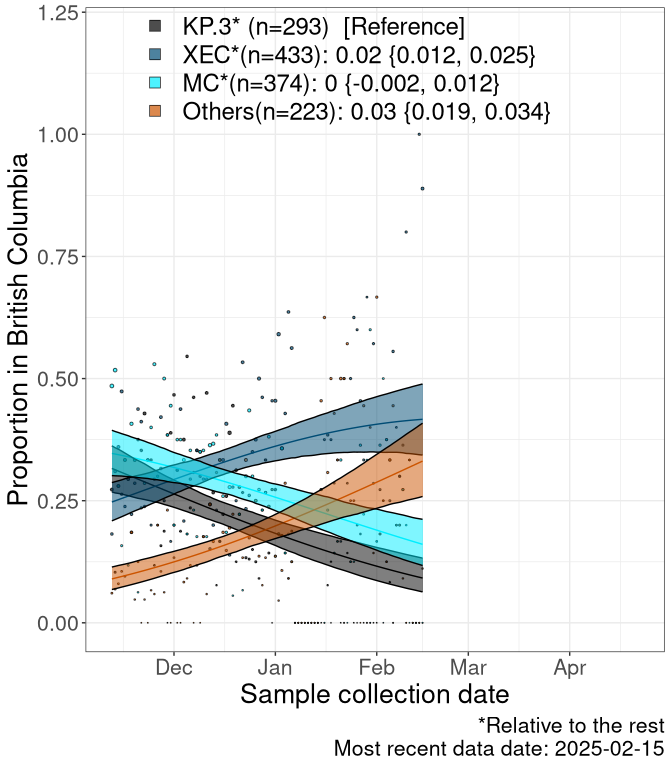 KP.3* (n=293) [Reference]
XEC*(n=433): 0.02 {0.012, 0.025}
MC*(n=374): 0 {-0.002, 0.012}
Others(n=223): 0.03 {0.019, 0.034}
1.25
1.00
0.75
0.50
0.25
0.00
Proportion in British Columbia
Dec Jan Feb Mar Apr
Sample collection date
*Relative to the rest
Most recent data date: 2025-02-15